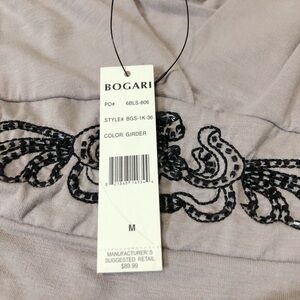 BOGARI
PO# 6BLS-806
STYLE# BGS-1K-36
COLOR: GIRDER
M
MANUFACTURER'S
SUGGESTED RETAIL
$89.99